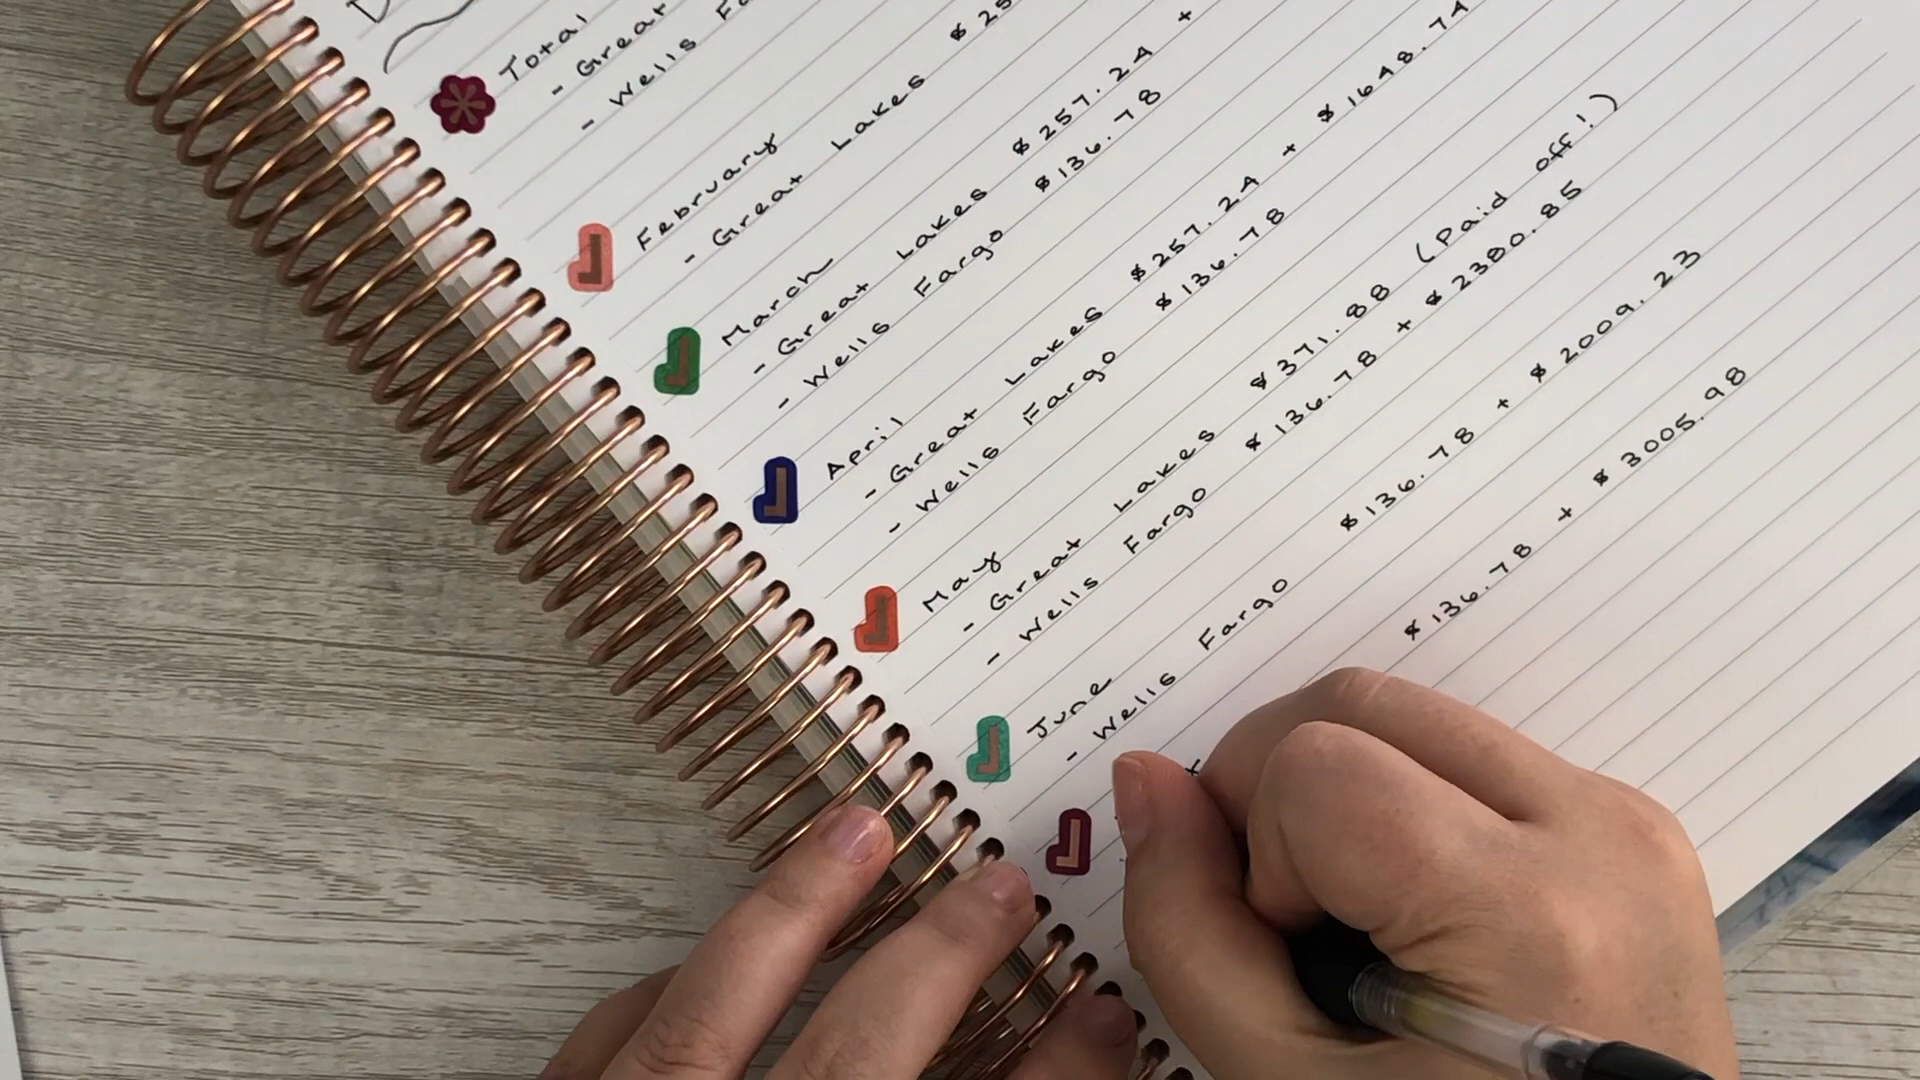 Total
- Great
- Wells
February
- Great Lakes $25
March
- Great Lakes $257.24 +
- Wells Fargo $136.78
April
- Great Lakes $257.24 + $1648.74
- Wells Fargo $136.78
May
- Great Lakes $371.88 (Paid off!)
- Wells Fargo $136.78 + $2380.85
June
- Wells Fargo $136.78 + $2009.23
$136.78 + $3005.98